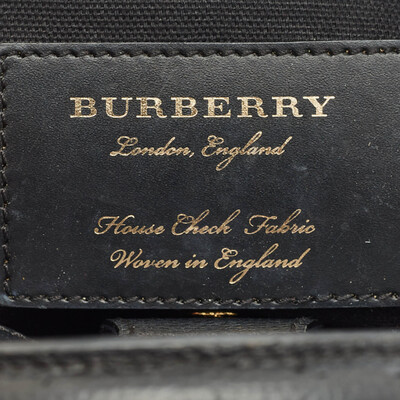 BURBERRY
London, England
House Check Fabric
Woven in England